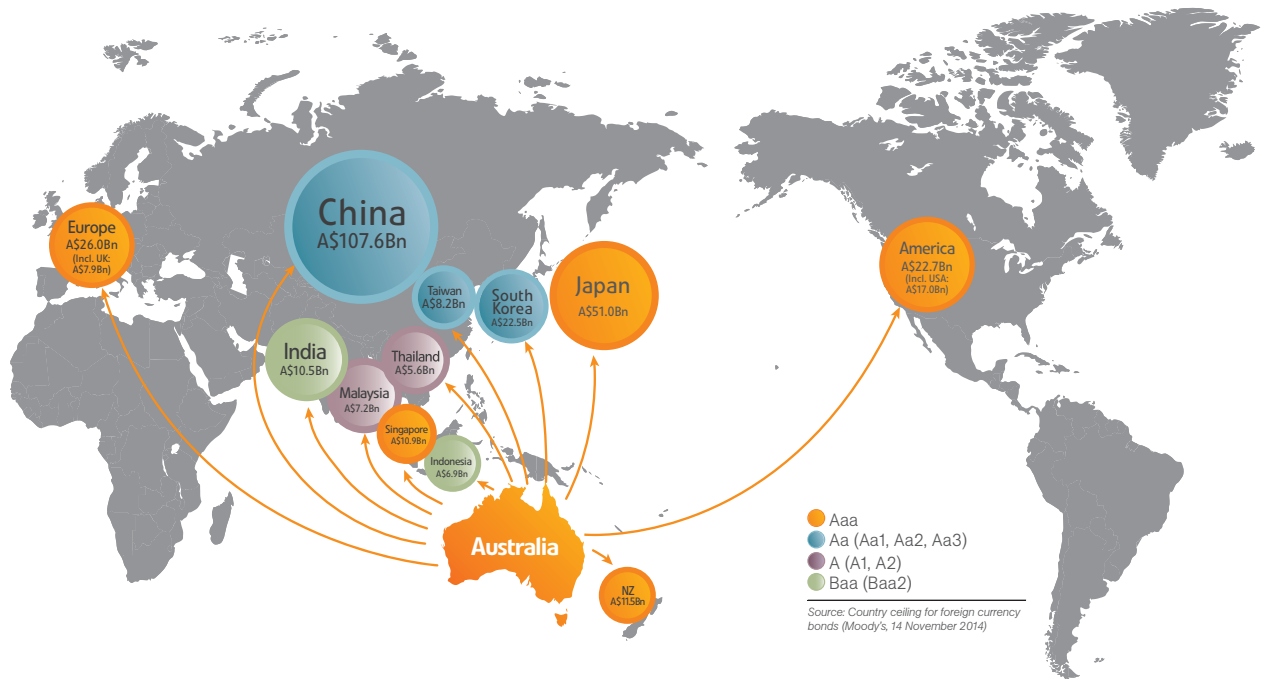 China
A$107.6Bn
Europe
A$26.0Bn
(Incl. UK:
A$7.9Bn)
America
A$22.7Bn
(Incl. USA:
A$17.0Bn)
Taiwan
A$8.2Bn
South
Korea
A$22.5Bn
Japan
A$51.0Bn
India
A$10.5Bn
Thailand
A$5.6Bn
Malaysia
A$7.2Bn
Singapore
A$10.9Bn
Indonesia
A$6.9Bn
Australia
NZ
A$11.5Bn
Aaa
Aa (Aa1, Aa2, Aa3)
A (A1, A2)
Baa (Baa2)
Source: Country ceiling for foreign currency
bonds (Moody's, 14 November 2014)